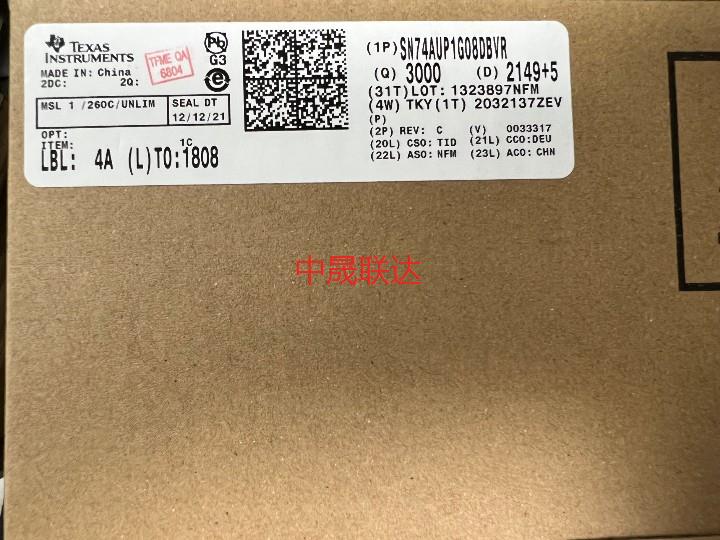 TEXAS
INSTRUMENTS
MADE IN: China
2DC: 2Q:
TFME QA
6804
Pb
G3
e
MSL 1 /260C/UNLIM
SEAL DT
12/12/21
OPT:
ITEM:
1C
LBL: 4A (L)TO:1808
(1P)SN74AUP1G08DBVR
(Q) 3000 (D) 2149+5
(31T)LOT: 1323897NFM
(4W) TKY(1T) 2032137ZEV
(P)
(2P) REV: C (V) 0033317
(20L) CSO: TID (21L) CCO:DEU
(22L) ASO: NFM (23L) ACO: CHN
中晟联达